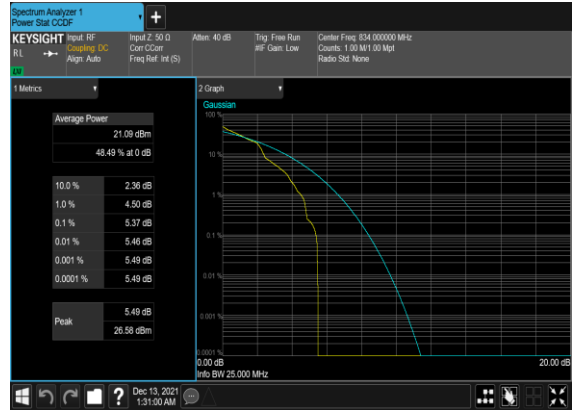 Spectrum Analyzer 1
Power Stat CCDF
+
KEYSIGHT
RL
Input: RF
Coupling: DC
Align: Auto
Input Z: 50 Ω
Corr CCorr
Freq Ref: Int (S)
Atten: 40 dB
Trig: Free Run
#IF Gain: Low
Center Freq: 834.000000 MHz
Counts: 1.00 M/1.00 Mpt
Radio Std: None
1 Metrics
Average Power
21.09 dBm
48.49 % at 0 dB
10.0 % 2.36 dB
1.0 % 4.50 dB
0.1 % 5.37 dB
0.01 % 5.46 dB
0.001 % 5.49 dB
0.0001 % 5.49 dB
Peak
5.49 dB
26.58 dBm
2 Graph
Gaussian
100 %
10 %
1 %
0.1 %
0.01 %
0.001 %
0.0001 %
0.00 dB 20.00 dB
Info BW 25.000 MHz
? Dec 13, 2021
1:31:00 AM